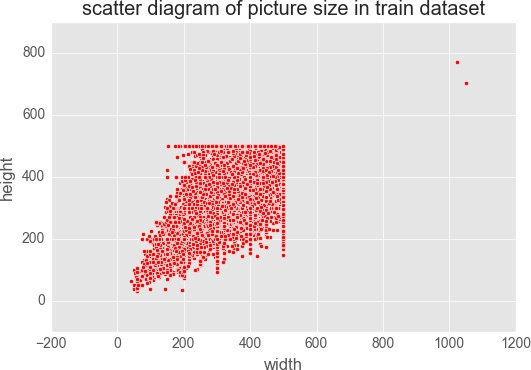 scatter diagram of picture size in train dataset
800
600
400
200
0
height
−200 0 200 400 600 800 1000 1200
width